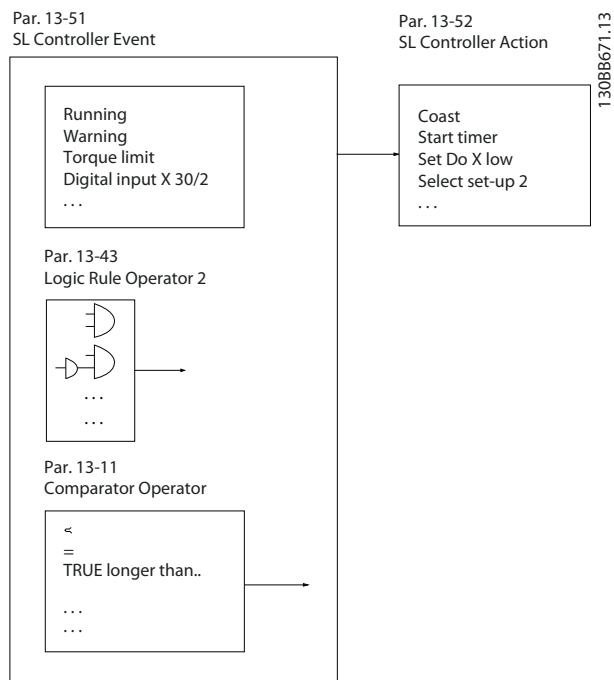 Par. 13-51
SL Controller Event
Par. 13-52
SL Controller Action
130BB671.13
Running
Warning
Torque limit
Digital input X 30/2
. . .
Coast
Start timer
Set Do X low
Select set-up 2
. . .
Par. 13-43
Logic Rule Operator 2
. . .
. . .
Par. 13-11
Comparator Operator
<
=
TRUE longer than..
. . .
. . .